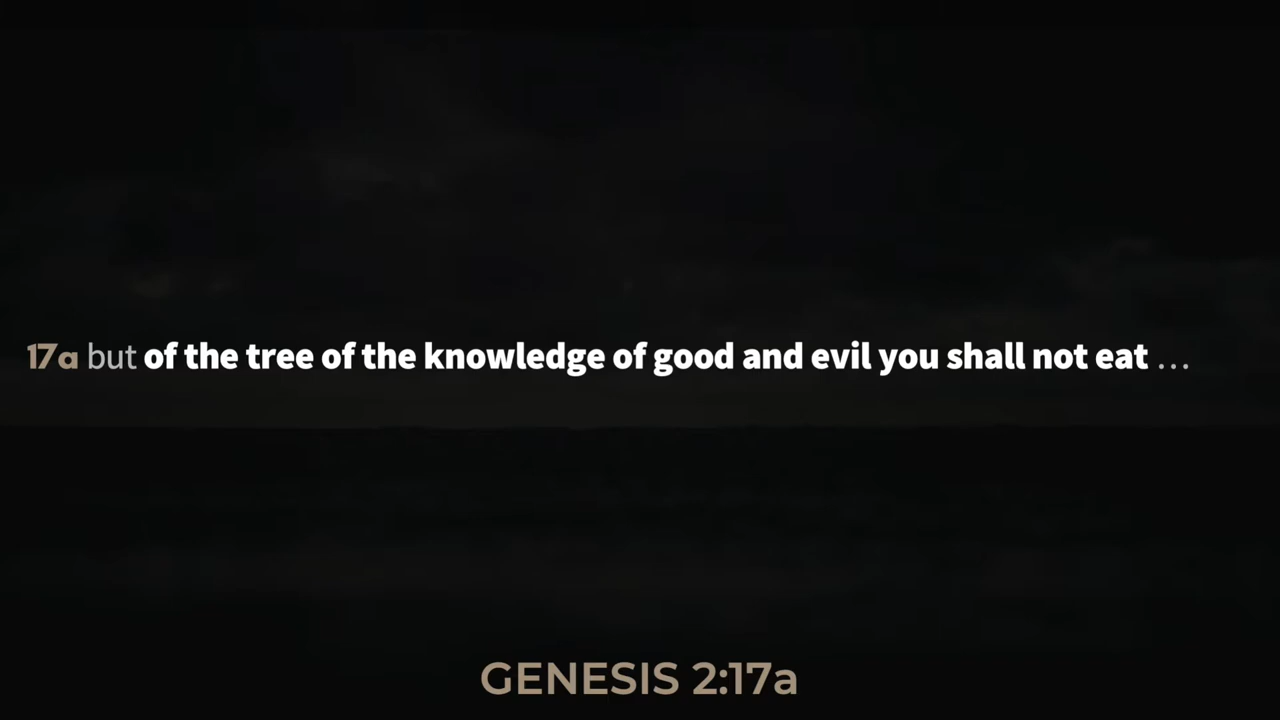 17a but of the tree of the knowledge of good and evil you shall not eat …
GENESIS 2:17a